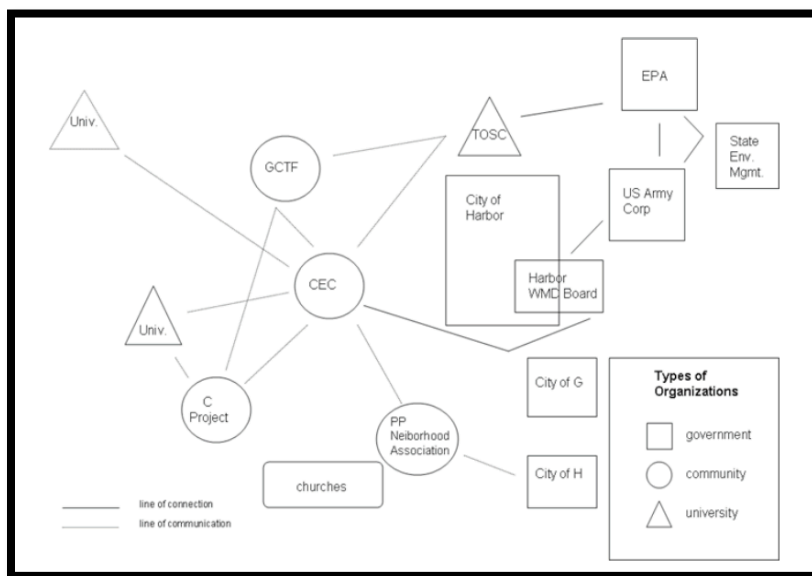 EPA
Univ.
TOSC
State
Env.
Mgmt.
GCTF
City of
Harbor
US Army
Corp
CEC
Harbor
WMD Board
Univ.
City of G
Types of
Organizations
C
Project
PP
Neiborhood
Association
government
City of H
community
churches
line of connection
university
line of communication